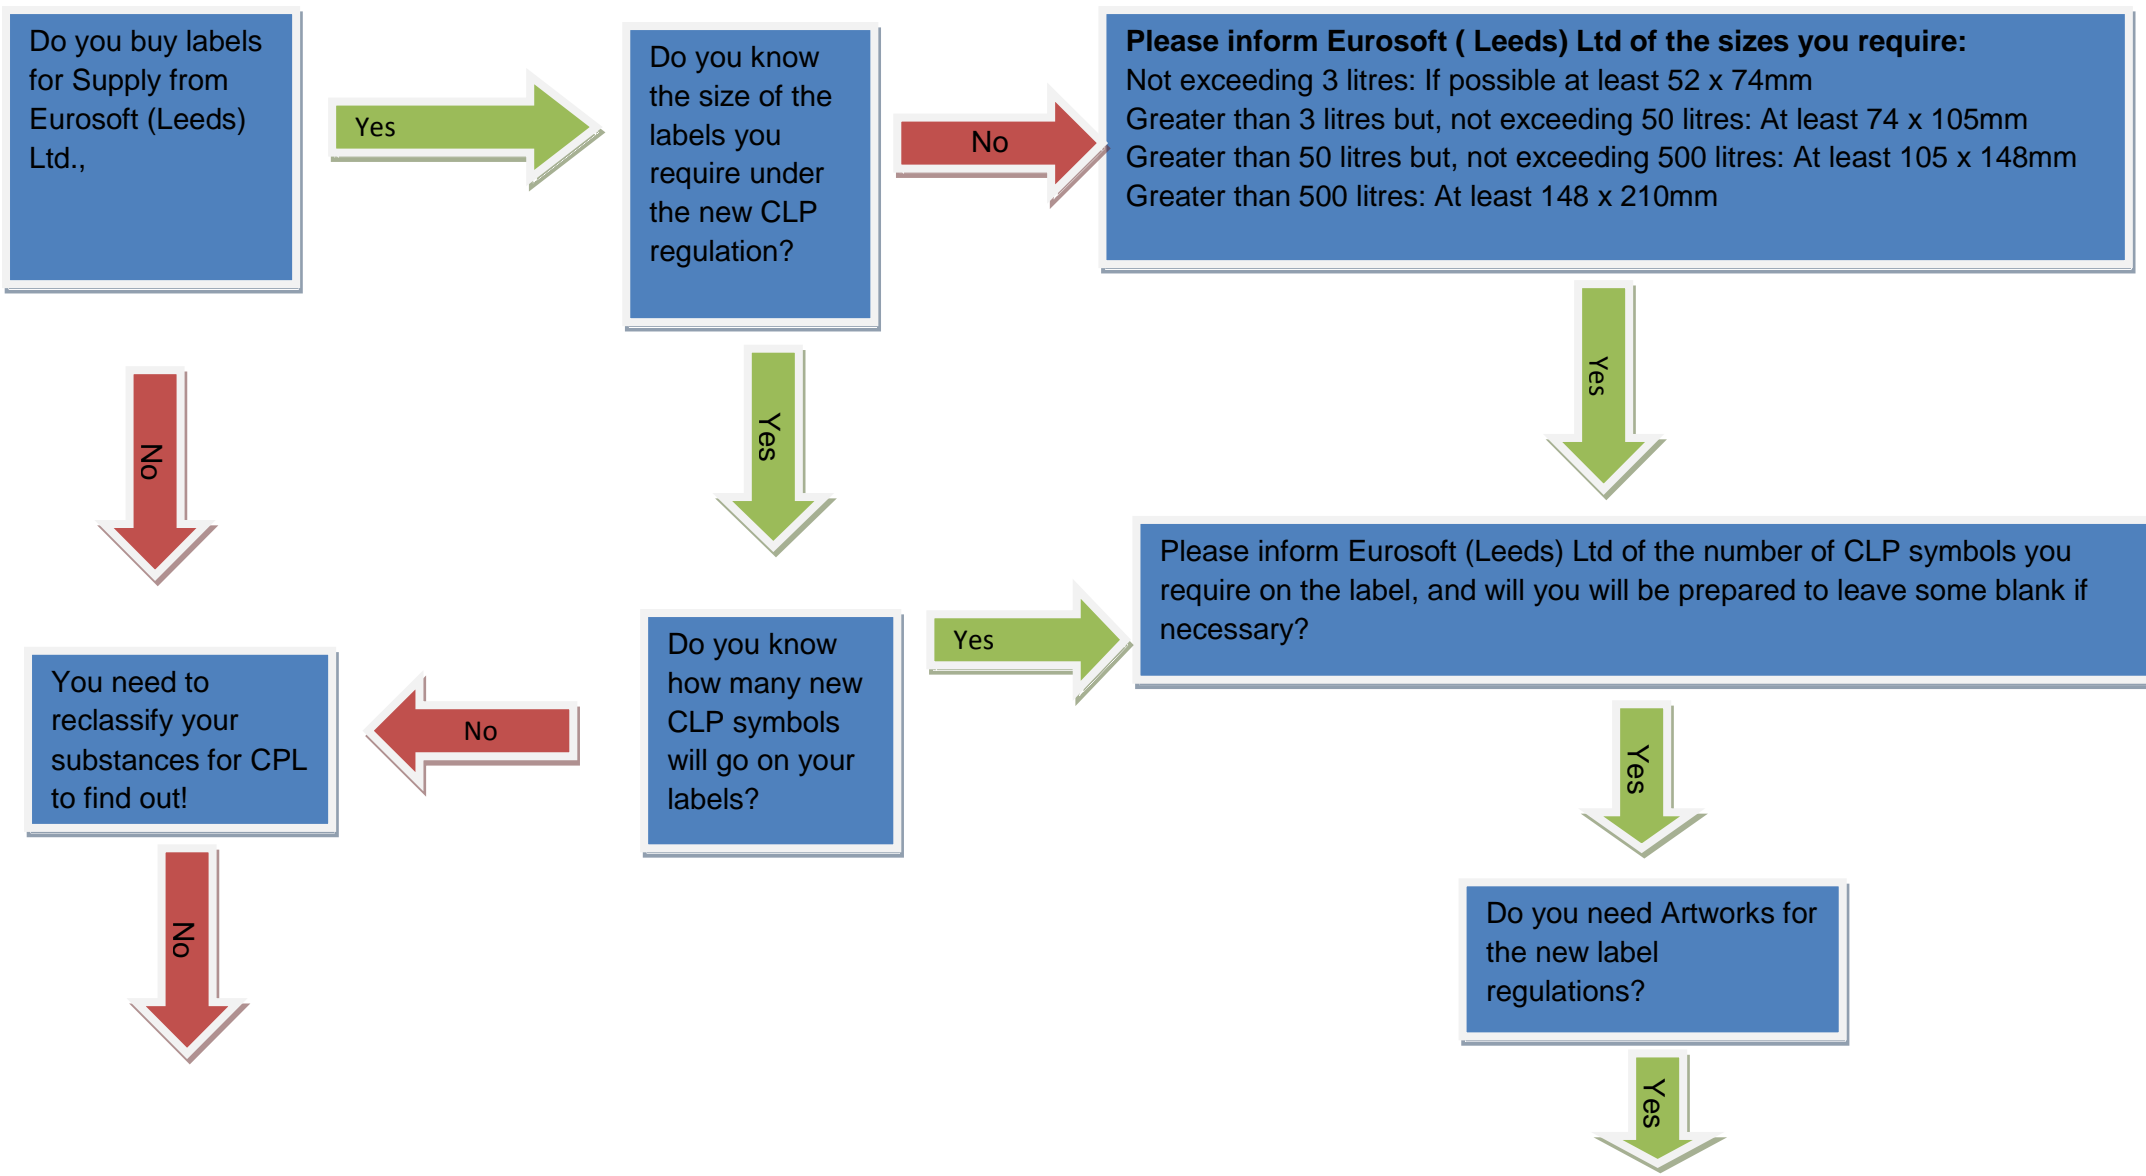 Do you buy labels
for Supply from
Eurosoft (Leeds)
Ltd.,
Yes
Do you know
the size of the
labels you
require under
the new CLP
regulation?
No
Please inform Eurosoft ( Leeds) Ltd of the sizes you require:
Not exceeding 3 litres: If possible at least 52 x 74mm
Greater than 3 litres but, not exceeding 50 litres: At least 74 x 105mm
Greater than 50 litres but, not exceeding 500 litres: At least 105 x 148mm
Greater than 500 litres: At least 148 x 210mm
No
Yes
Yes
You need to
reclassify your
substances for CPL
to find out!
No
Do you know
how many new
CLP symbols
will go on your
labels?
Yes
Please inform Eurosoft (Leeds) Ltd of the number of CLP symbols you
require on the label, and will you will be prepared to leave some blank if
necessary?
No
Yes
Do you need Artworks for
the new label
regulations?
Yes